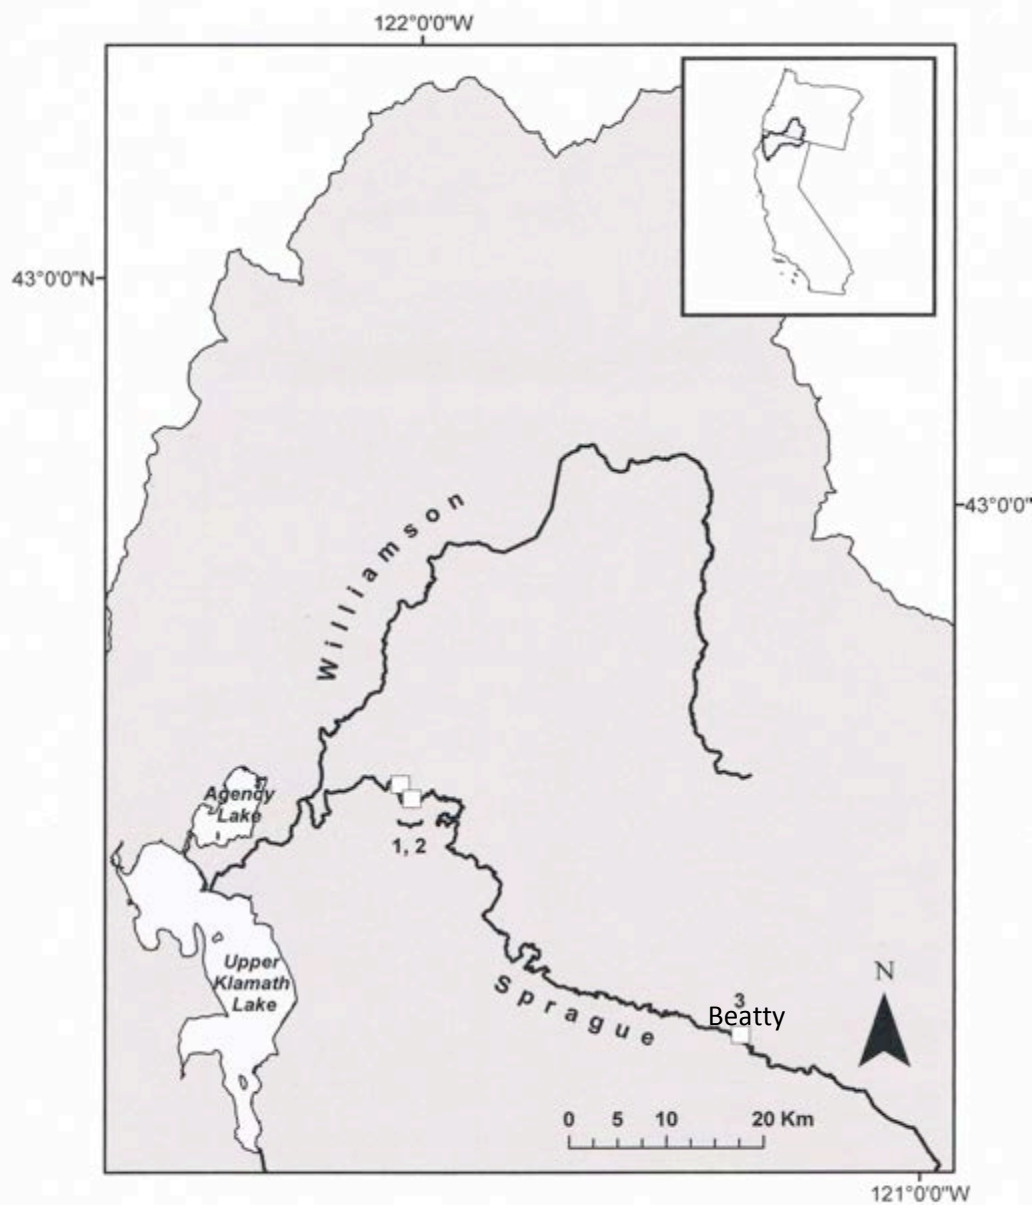 122°0'0"W
43°0'0"N
43°0'0"
Williamson
Agency
Lake
1, 2
Upper
Klamath
Lake
Sprague
3
Beatty
N
0 5 10 20 Km
121°0'0"W